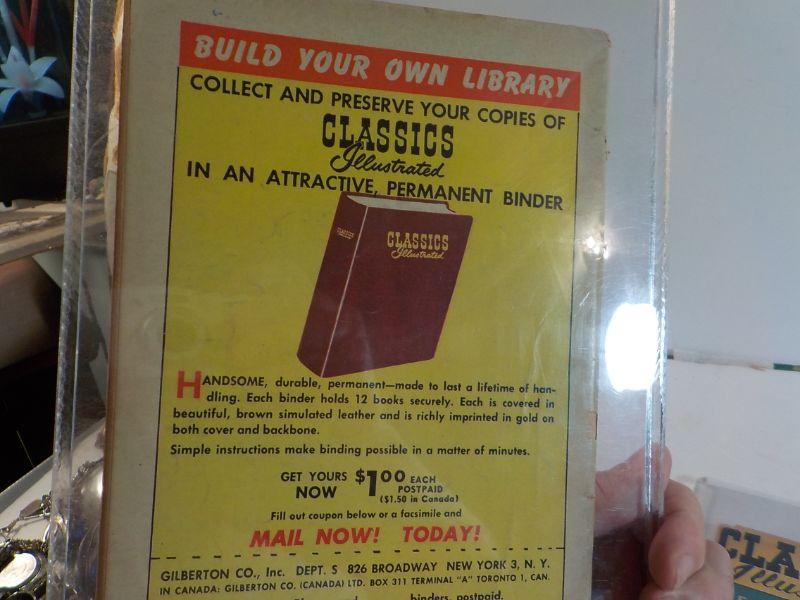 BUILD YOUR OWN LIBRARY
COLLECT AND PRESERVE YOUR COPIES OF
CLASSICS
Illustrated
IN AN ATTRACTIVE, PERMANENT BINDER
CLASSICS
Illustrated
HANDSOME, durable, permanent—made to last a lifetime of han-
dling. Each binder holds 12 books securely. Each is covered in
beautiful, brown simulated leather and is richly imprinted in gold on
both cover and backbone.
Simple instructions make binding possible in a matter of minutes.
GET YOURS NOW $1.00 EACH POSTPAID
($1.50 in Canada)
Fill out coupon below or a facsimile and
MAIL NOW! TODAY!
GILBERTON CO., Inc. DEPT. S 826 BROADWAY NEW YORK 3, N. Y.
IN CANADA: GILBERTON CO. (CANADA) LTD. BOX 311 TERMINAL "A" TORONTO 1, CAN.
binders, postpaid.
CLA